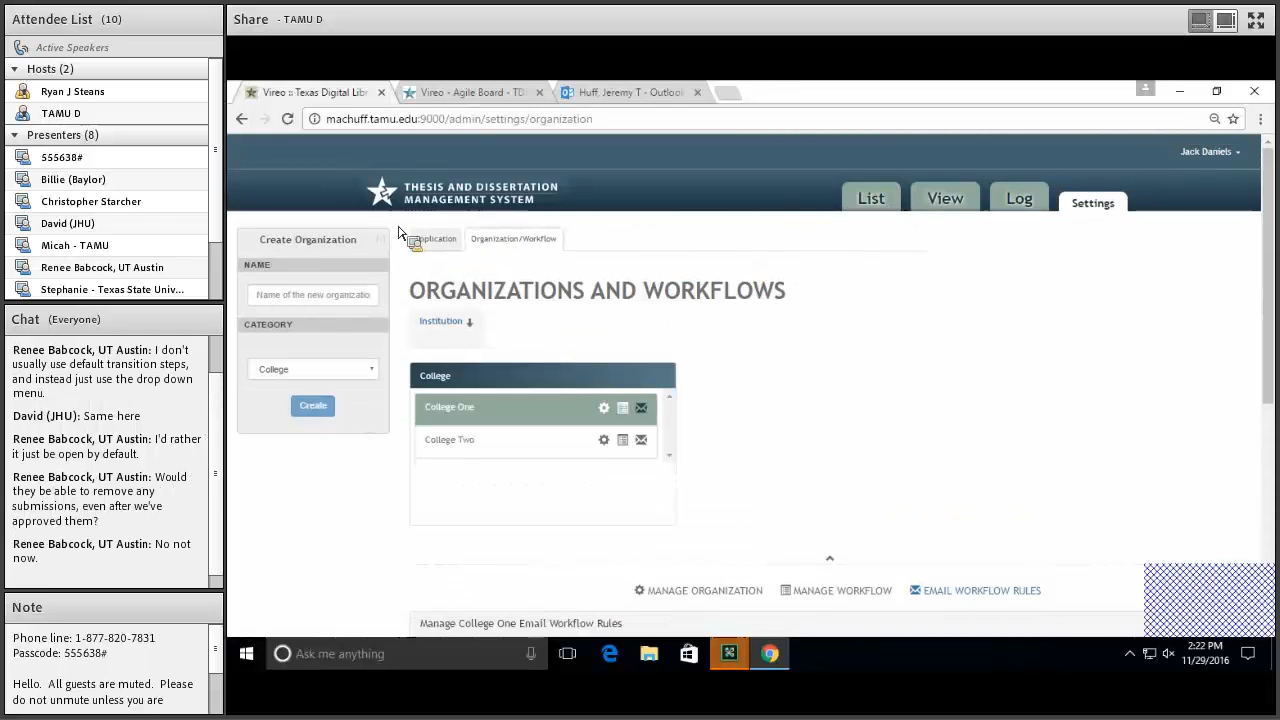 Attendee List (10)
Active Speakers
Hosts (2)
Ryan J Steans
TAMU D
Presenters (8)
555638#
Billie (Baylor)
Christopher Starcher
David (JHU)
Micah - TAMU
Renee Babcock, UT Austin
Stephanie - Texas State Univ...
Chat (Everyone)
Renee Babcock, UT Austin: I don't
usually use default transition steps,
and instead just use the drop down
menu.
David (JHU): Same here
Renee Babcock, UT Austin: I'd rather
it just be open by default.
Renee Babcock, UT Austin: Would
they be able to remove any
submissions, even after we've
approved them?
Renee Babcock, UT Austin: No not
now.
Note
Phone line: 1-877-820-7831
Passcode: 555638#
Hello. All guests are muted. Please
do not unmute unless you are
Share - TAMU D
Vireo :: Texas Digital Libr
Vireo - Agile Board - TD
Huff, Jeremy T - Outlook
machuff.tamu.edu:9000/admin/settings/organization
Jack Daniels
THESIS AND DISSERTATION
MANAGEMENT SYSTEM
List
View
Log
Settings
Create Organization
NAME
Name of the new organizatio
CATEGORY
College
Create
pplication
Organization/Workflow
ORGANIZATIONS AND WORKFLOWS
Institution
College
College One
College Two
MANAGE ORGANIZATION
MANAGE WORKFLOW
EMAIL WORKFLOW RULES
Manage College One Email Workflow Rules
Ask me anything
2:22 PM
11/29/2016